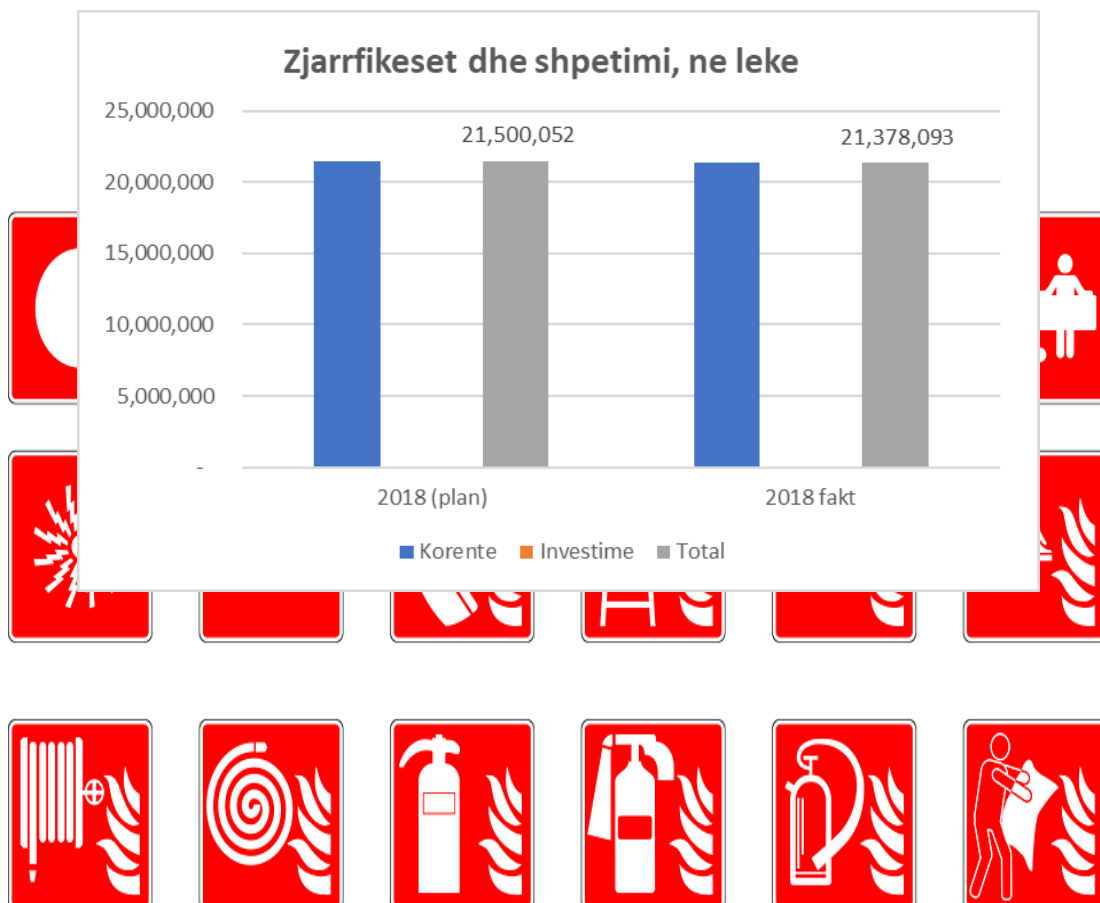 Zjarrfikeset dhe shpetimi, ne leke
25,000,000
21,500,052
21,378,093
20,000,000
15,000,000
10,000,000
5,000,000
-
2018 (plan)
2018 fakt
Korente
Investime
Total